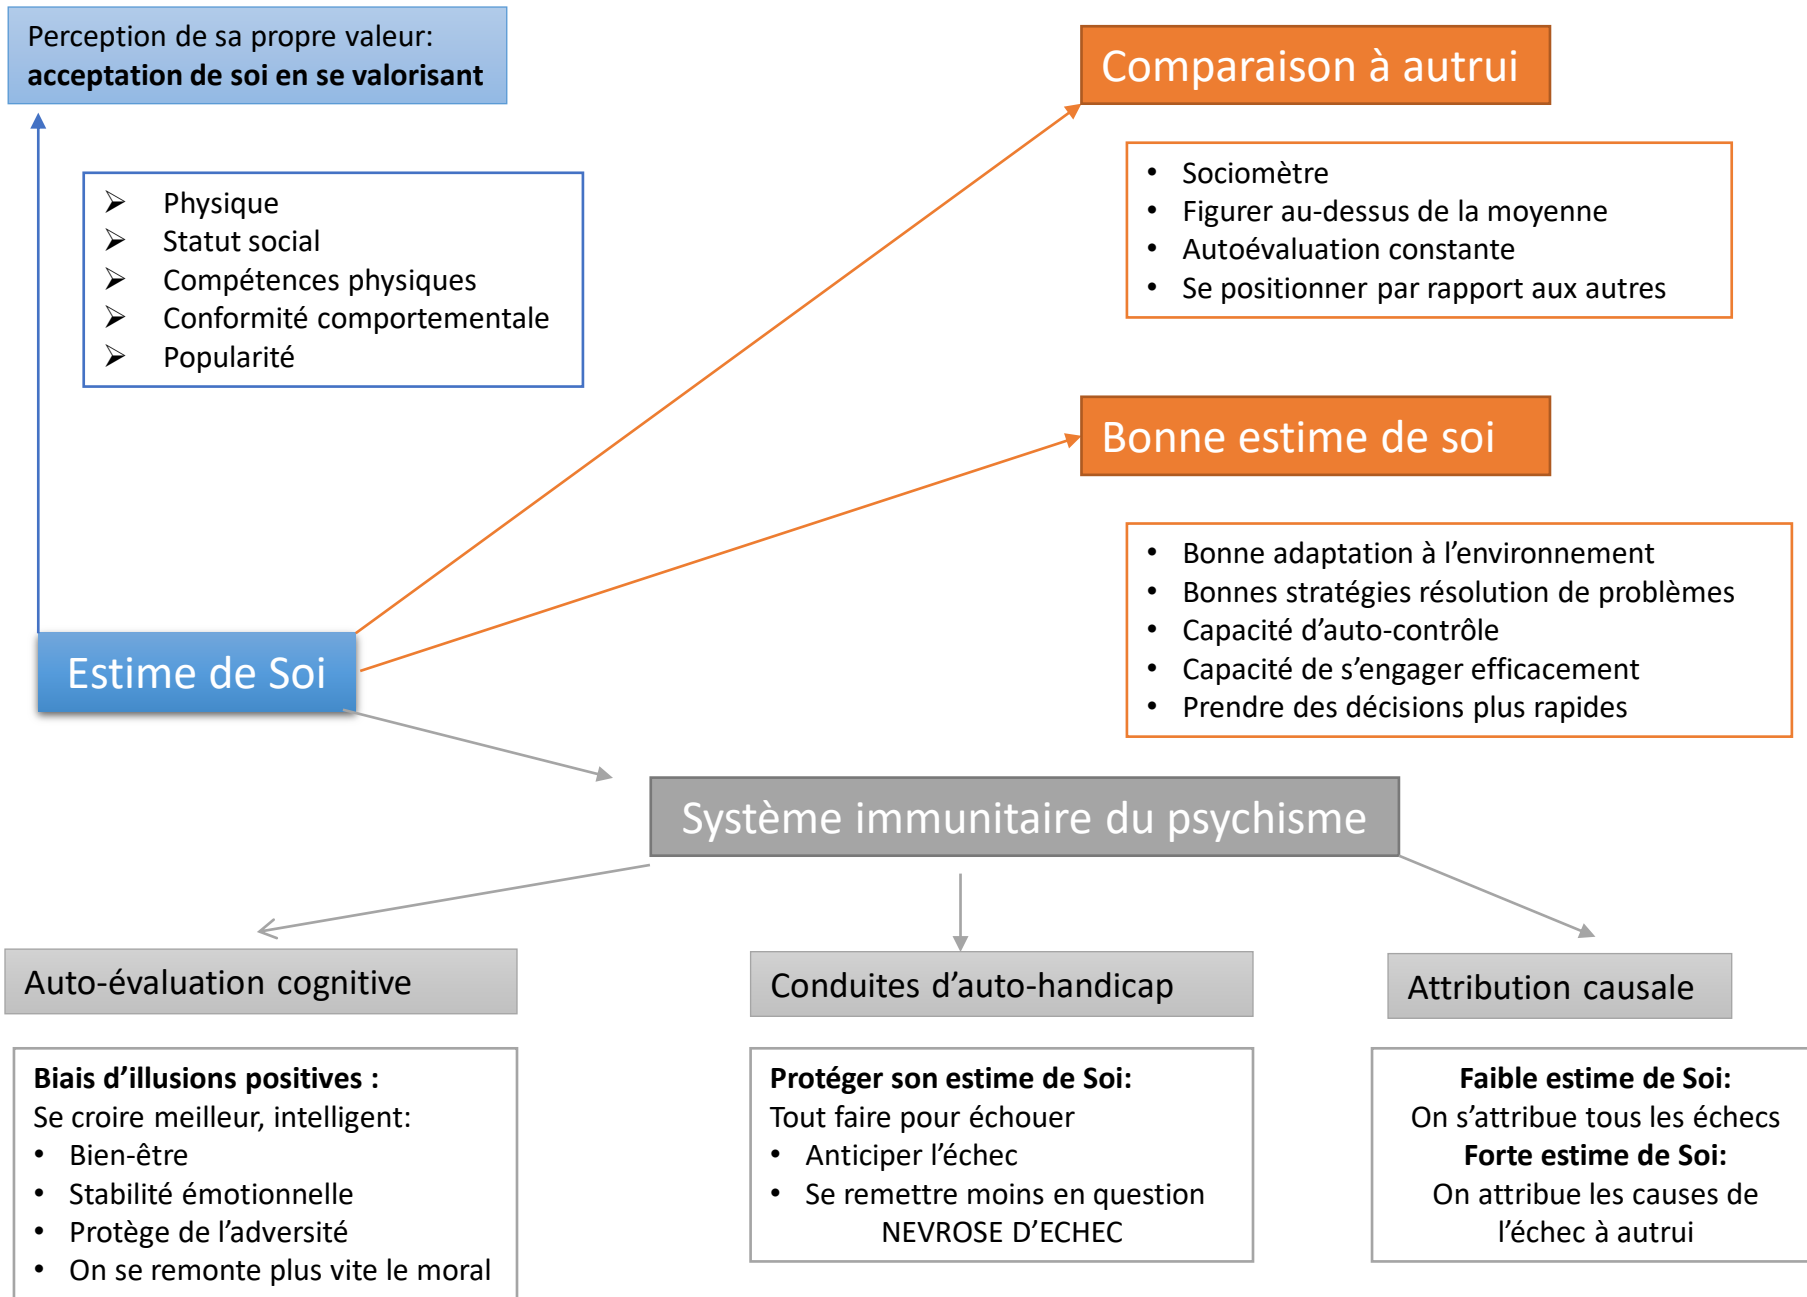 Perception de sa propre valeur:
acceptation de soi en se valorisant
➢ Physique
➢ Statut social
➢ Compétences physiques
➢ Conformité comportementale
➢ Popularité
Comparaison à autrui
• Sociomètre
• Figurer au-dessus de la moyenne
• Autoévaluation constante
• Se positionner par rapport aux autres
Bonne estime de soi
• Bonne adaptation à l’environnement
• Bonnes stratégies résolution de problèmes
• Capacité d’auto-contrôle
• Capacité de s’engager efficacement
• Prendre des décisions plus rapides
Estime de Soi
Système immunitaire du psychisme
Auto-évaluation cognitive
Biais d’illusions positives :
Se croire meilleur, intelligent:
• Bien-être
• Stabilité émotionnelle
• Protège de l’adversité
• On se remonte plus vite le moral
Conduites d’auto-handicap
Protéger son estime de Soi:
Tout faire pour échouer
• Anticiper l’échec
• Se remettre moins en question
NEVROSE D’ECHEC
Attribution causale
Faible estime de Soi:
On s’attribue tous les échecs
Forte estime de Soi:
On attribue les causes de
l’échec à autrui